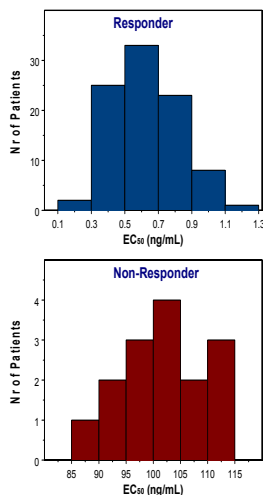 Responder
Nr of Patients
30
20
10
0
0.1 0.3 0.5 0.7 0.9 1.1 1.3
EC₅₀ (ng/mL)
Non-Responder
Nr of Patients
5
4
3
2
1
0
85 90 95 100 105 110 115
EC₅₀ (ng/mL)